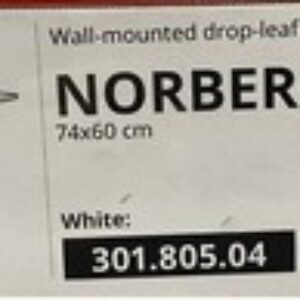 Wall-mounted drop-leaf
NORBER
74x60 cm
White:
301.805.04